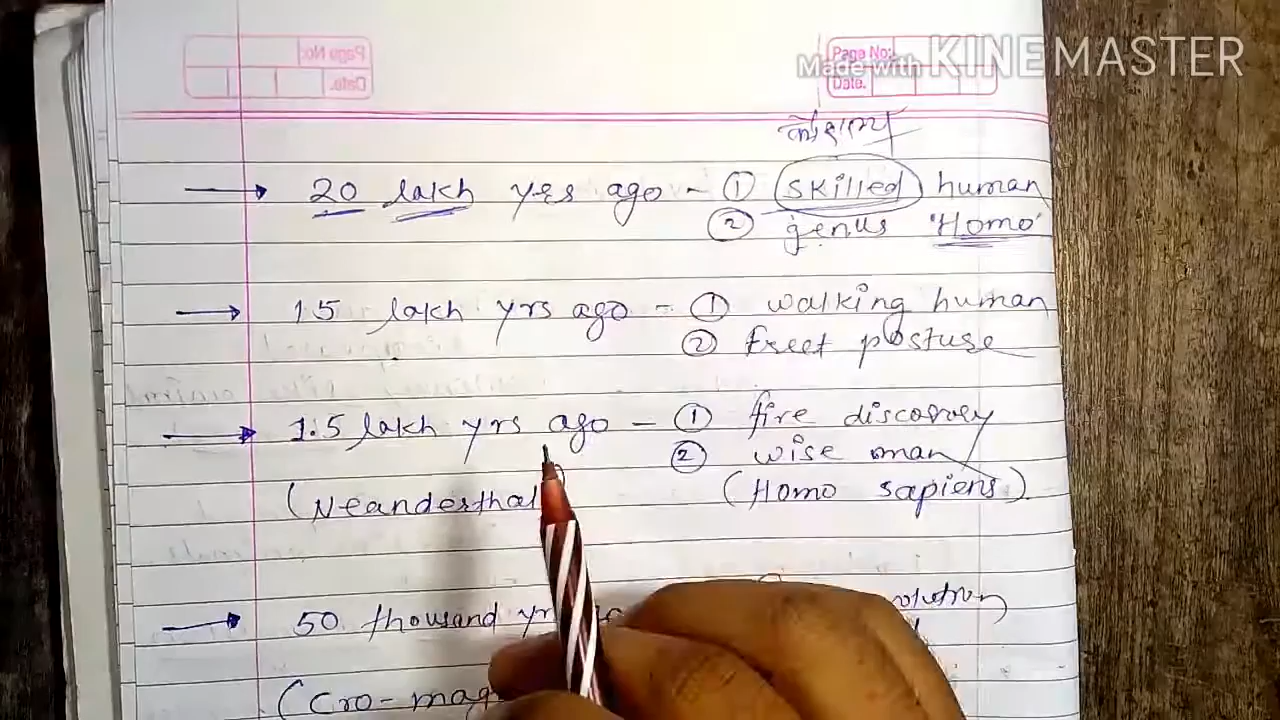 Page No:
Date.
Page No:
Date.
Made with KINEMASTER
कौशल्य
→ 20 lakh yrs ago - ① skilled human
② genus 'Homo'
→ 15 lakh yrs ago - ① walking human
② Erect posture
→ 1.5 lakh yrs ago - ① fire discovery
② wise man
(Neanderthal (Homo sapiens)
→ 50 thousand
(Cro-mag